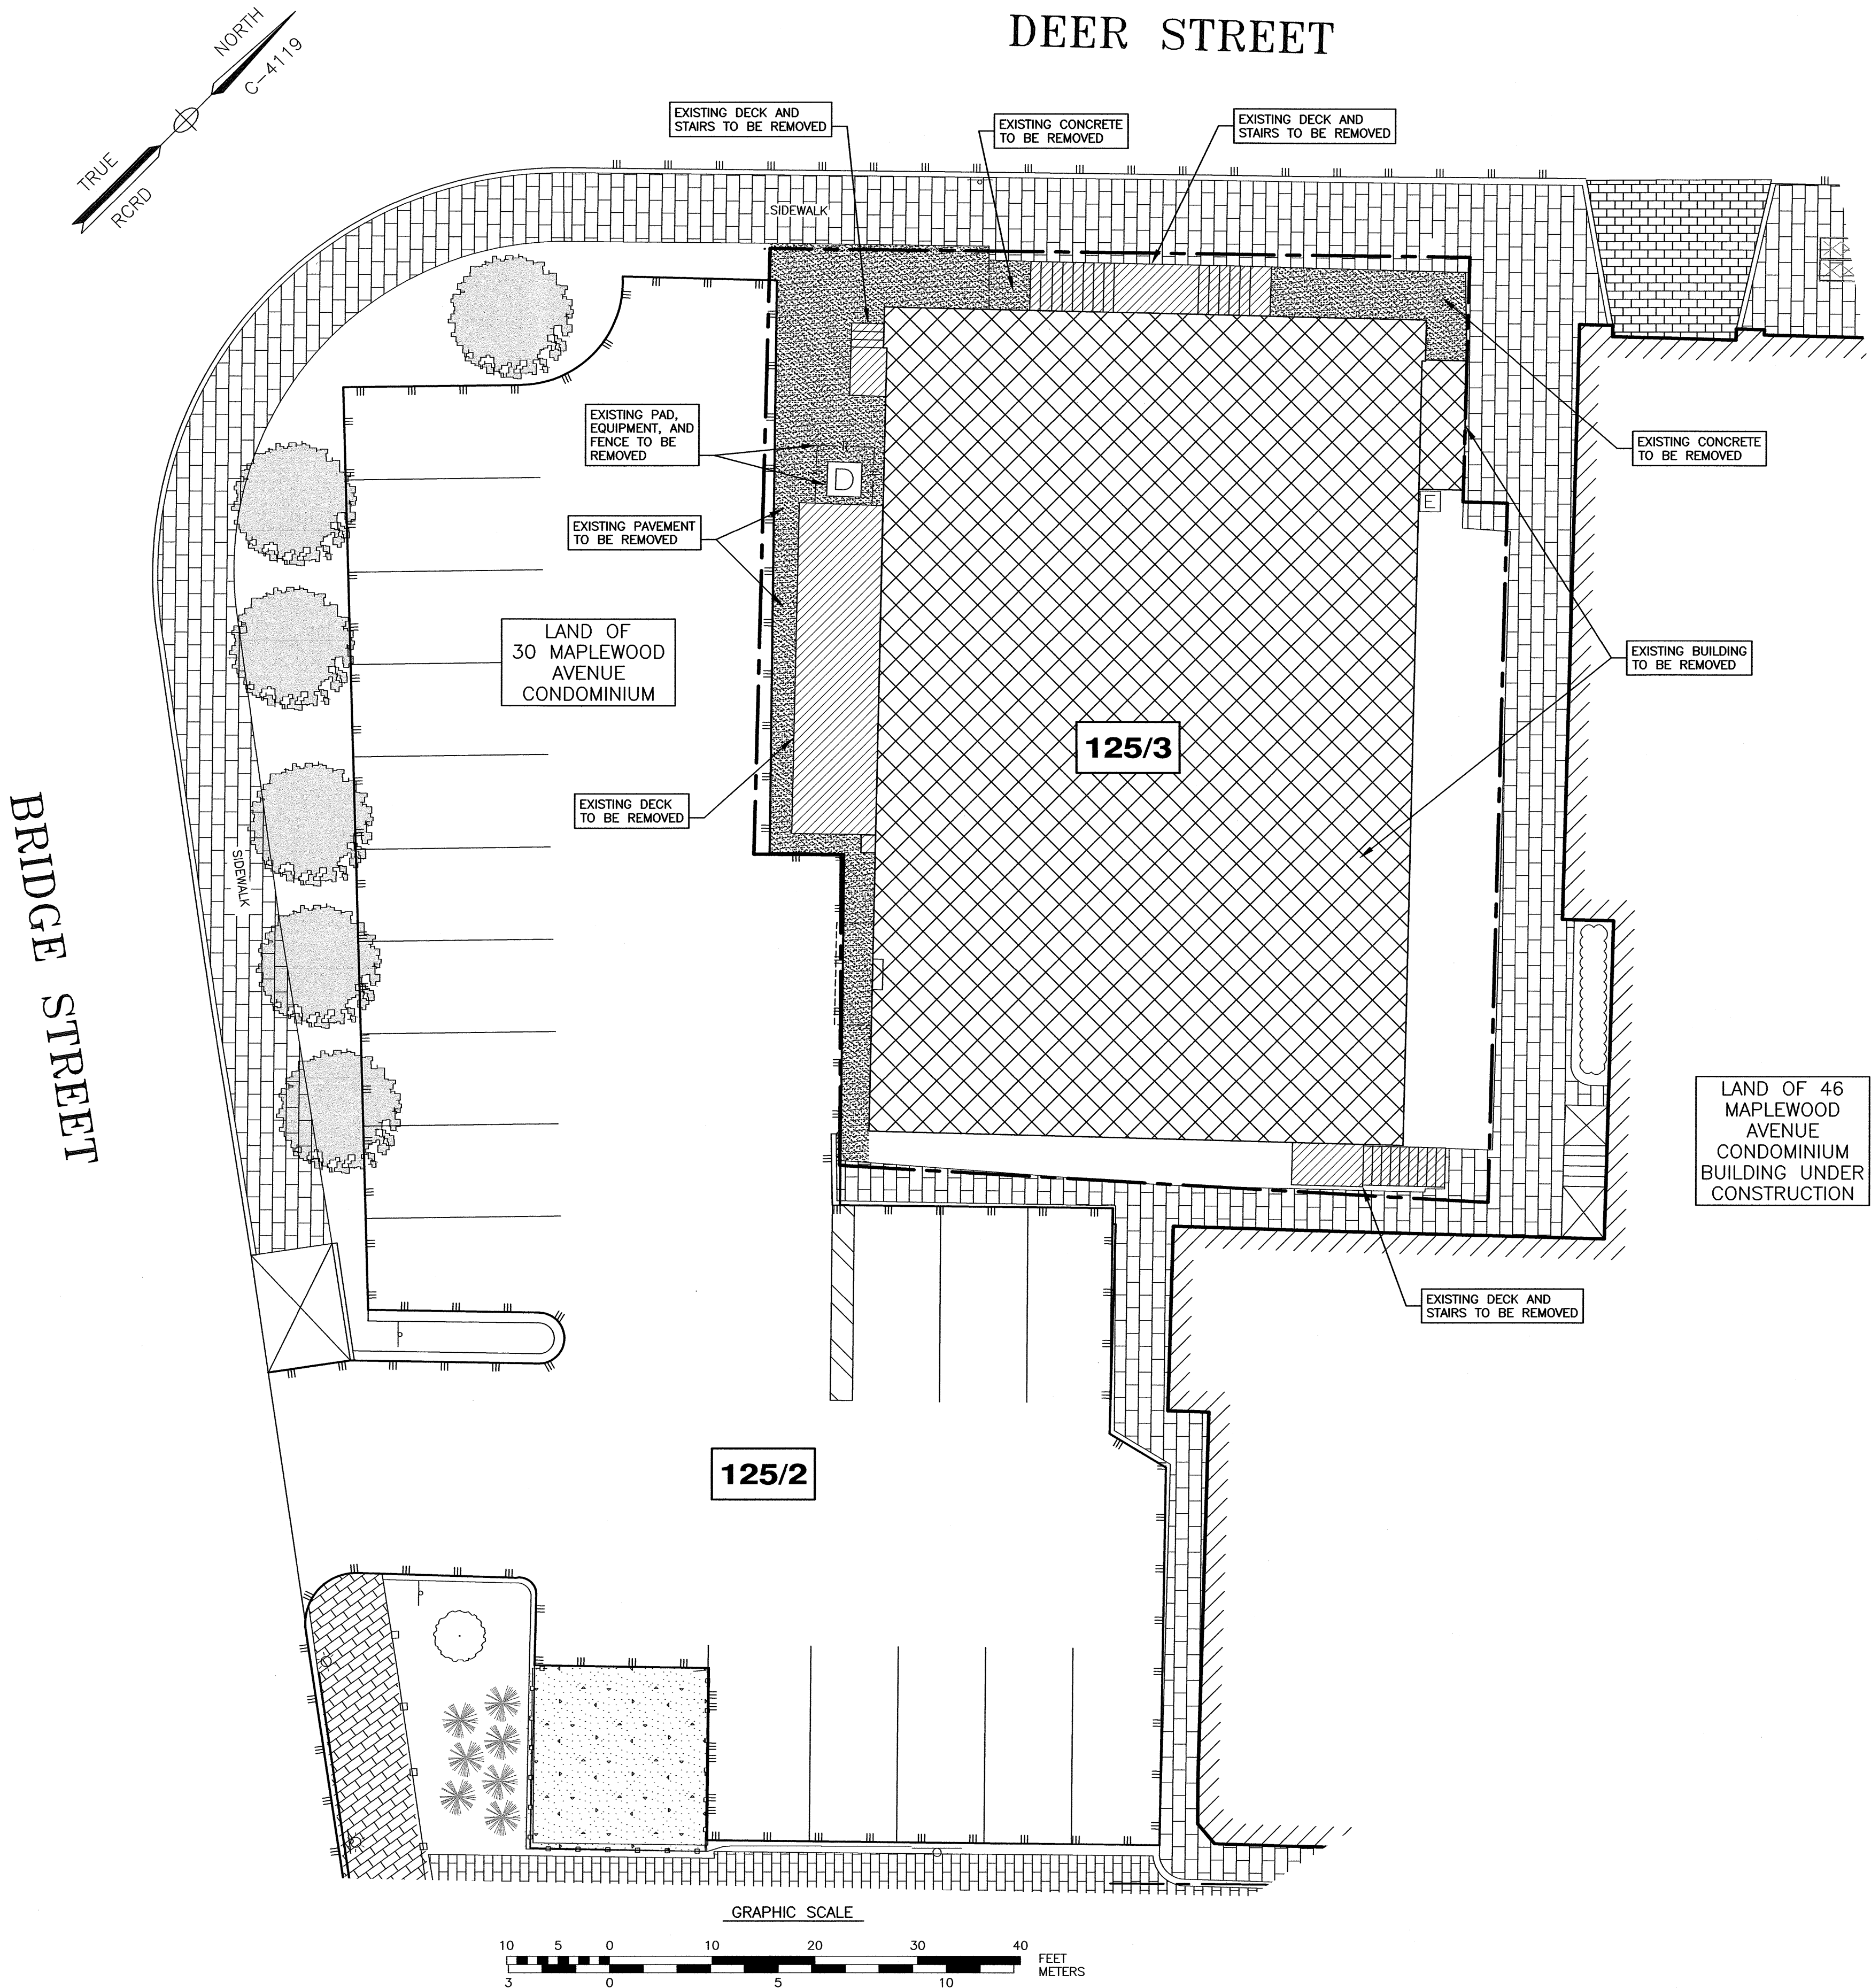 DEER STREET
NORTH
C-4119
TRUE
RCRD
EXISTING DECK AND
STAIRS TO BE REMOVED
EXISTING CONCRETE
TO BE REMOVED
EXISTING DECK AND
STAIRS TO BE REMOVED
SIDEWALK
EXISTING PAD,
EQUIPMENT, AND
FENCE TO BE
REMOVED
D
E
EXISTING CONCRETE
TO BE REMOVED
EXISTING PAVEMENT
TO BE REMOVED
LAND OF
30 MAPLEWOOD
AVENUE
CONDOMINIUM
EXISTING BUILDING
TO BE REMOVED
125/3
EXISTING DECK
TO BE REMOVED
BRIDGE STREET
SIDEWALK
LAND OF 46
MAPLEWOOD
AVENUE
CONDOMINIUM
BUILDING UNDER
CONSTRUCTION
EXISTING DECK AND
STAIRS TO BE REMOVED
125/2
GRAPHIC SCALE
10 5 0 10 20 30 40 FEET
3 0 5 10 METERS